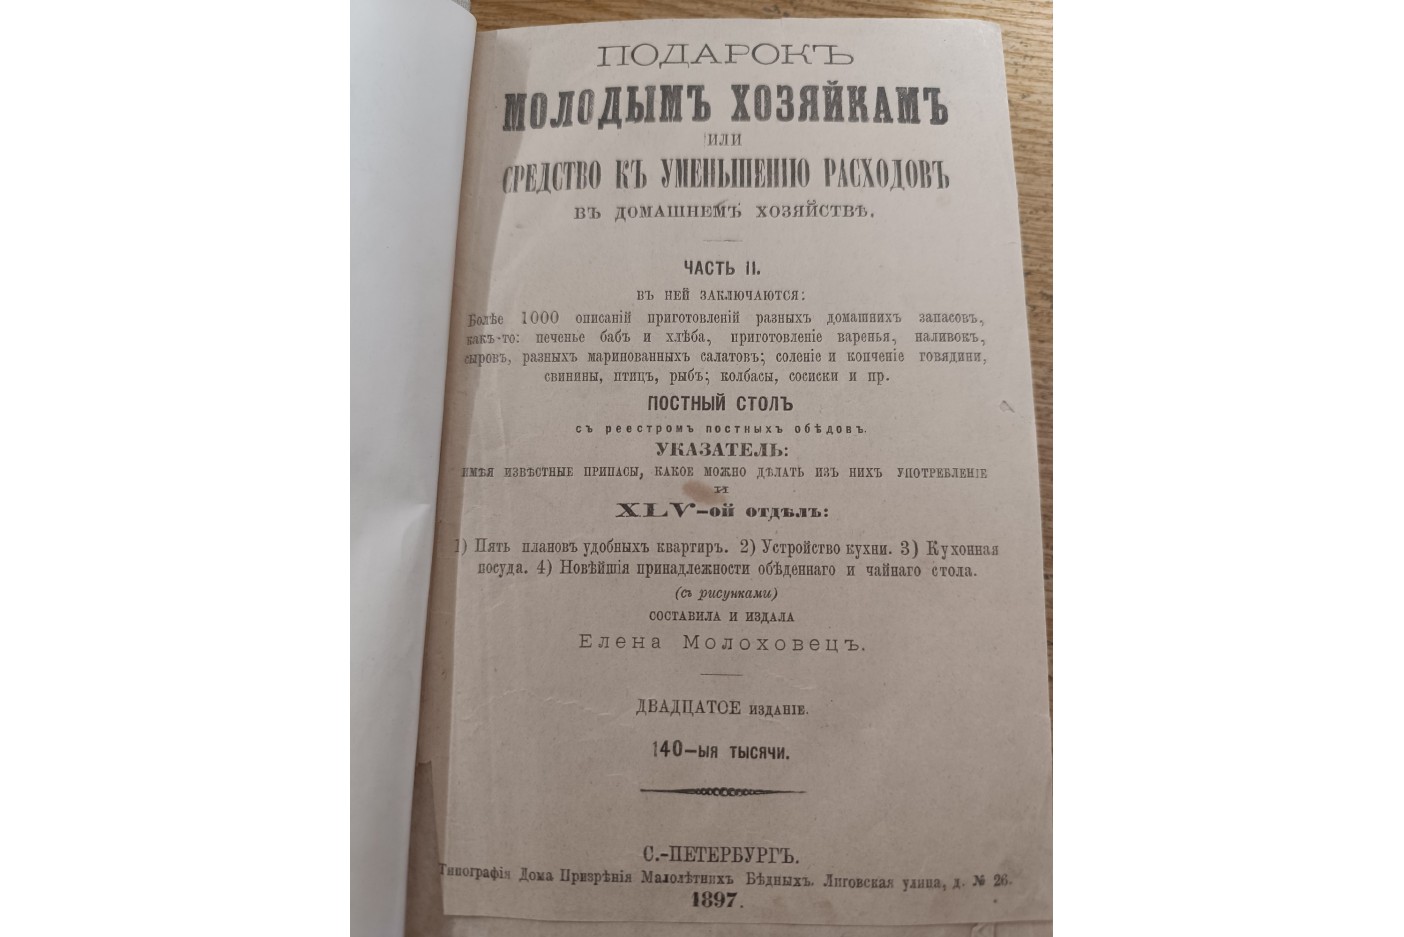 ПОДАРОКЪ
МОЛОДЫМЪ ХОЗЯЙКАМЪ
ИЛИ
СРЕДСТВО КЪ УМЕНЬШЕНІЮ РАСХОДОВЪ
ВЪ ДОМАШНЕМЪ ХОЗЯЙСТВѢ.
ЧАСТЬ II.
ВЪ НЕЙ ЗАКЛЮЧАЮТСЯ:
Болѣе 1000 описаній приготовленій разныхъ домашнихъ запасовъ,
какъ-то: печенье бабъ и хлѣба, приготовленіе варенья, наливокъ,
сыровъ, разныхъ маринованныхъ салатовъ; соленіе и копченіе говядины,
свинины, птицъ, рыбъ; колбасы, сосиски и пр.
ПОСТНЫЙ СТОЛЪ
съ реестромъ постныхъ обѣдовъ.
УКАЗАТЕЛЬ:
ИМѢЯ ИЗВѢСТНЫЕ ПРИПАСЫ, КАКОЕ МОЖНО ДѢЛАТЬ ИЗЪ НИХЪ УПОТРЕБЛЕНІЕ
И
XLV-ОЙ ОТДѢЛЪ:
1) Пять плановъ удобныхъ квартиръ. 2) Устройство кухни. 3) Кухонная
посуда. 4) Новѣйшія принадлежности обѣденнаго и чайнаго стола.
(съ рисунками)
СОСТАВИЛА И ИЗДАЛА
Елена Молоховецъ.
ДВАДЦАТОЕ ИЗДАНІЕ.
140-ЫЯ ТЫСЯЧИ.
С.-ПЕТЕРБУРГЪ.
Типографія Дома Призрѣнія Малолѣтнихъ Бѣдныхъ. Лиговская улица, д. № 26.
1897.